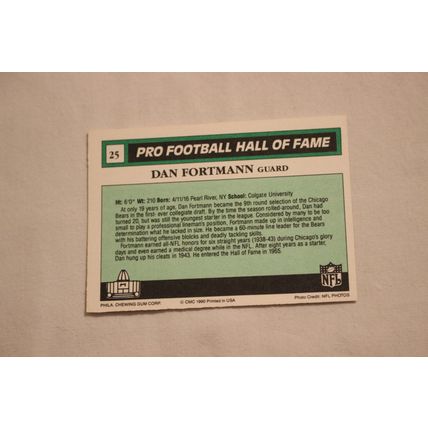 25
PRO FOOTBALL HALL OF FAME
DAN FORTMANN GUARD
Ht: 6'0" Wt: 210 Born: 4/11/16 Pearl River, NY School: Colgate University
At only 19 years of age, Dan Fortmann became the 9th round selection of the Chicago
Bears in the first- ever collegiate draft. By the time the season rolled-around, Dan had
turned 20, but was still the youngest starter in the league. Considered by many to be too
small to play a professional lineman's position, Fortmann made up in intelligence and
determination what he lacked in size. He became a 60-minute line leader for the Bears
with his battering offensive blocks and deadly tackling skills.
Fortmann earned all-NFL honors for six straight years (1938-43) during Chicago's glory
days and even earned a medical degree while in the NFL. After eight years as a starter,
Dan hung up his cleats in 1943. He entered the Hall of Fame in 1965.
NFL
PHILA. CHEWING GUM CORP.
© CMC 1990 Printed in USA
Photo Credit: NFL PHOTOS